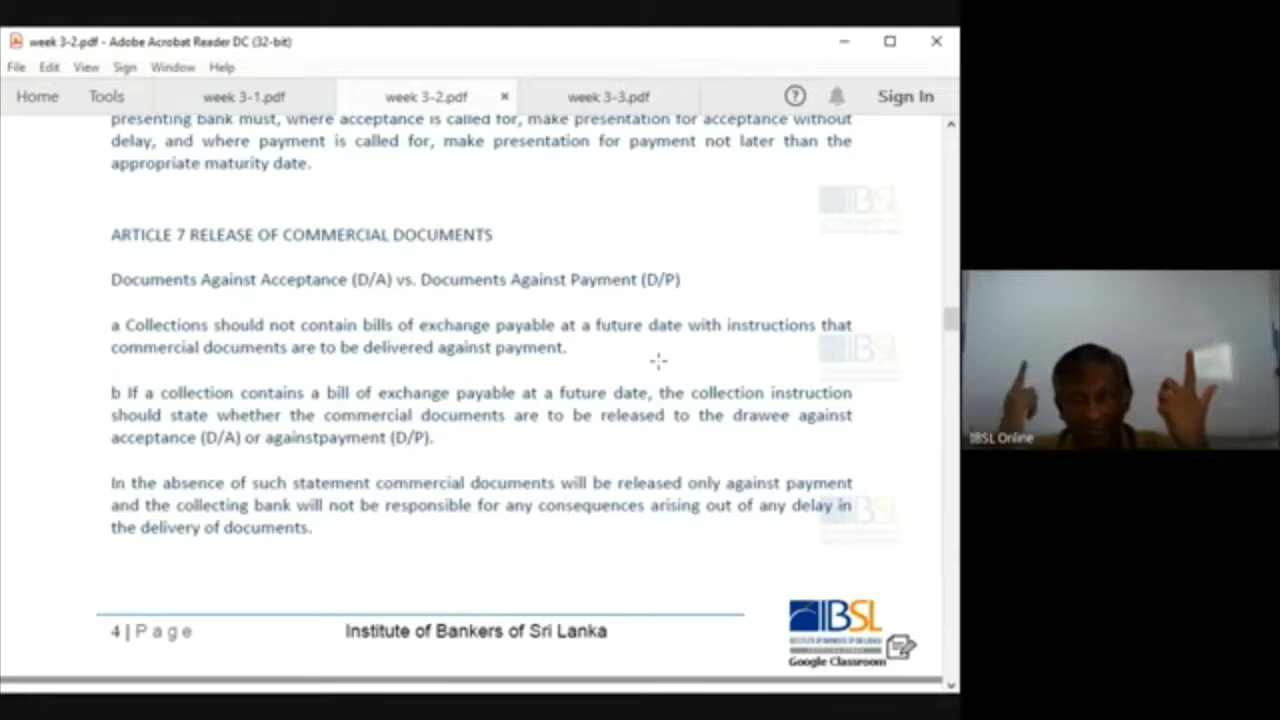 week 3-2.pdf - Adobe Acrobat Reader DC (32-bit)
File Edit View Sign Window Help
Home Tools week 3-1.pdf week 3-2.pdf × week 3-3.pdf ? Sign In
presenting bank must, where acceptance is called for, make presentation for acceptance without
delay, and where payment is called for, make presentation for payment not later than the
appropriate maturity date.
IBSL
ARTICLE 7 RELEASE OF COMMERCIAL DOCUMENTS
Documents Against Acceptance (D/A) vs. Documents Against Payment (D/P)
a Collections should not contain bills of exchange payable at a future date with instructions that
commercial documents are to be delivered against payment.
IBSL
b If a collection contains a bill of exchange payable at a future date, the collection instruction
should state whether the commercial documents are to be released to the drawee against
acceptance (D/A) or againstpayment (D/P).
In the absence of such statement commercial documents will be released only against payment
and the collecting bank will not be responsible for any consequences arising out of any delay in
the delivery of documents.
IBSL
4 | P a g e Institute of Bankers of Sri Lanka
IBSL
INSTITUTE OF BANKERS OF SRI LANKA
Google Classroom
IBSL Online